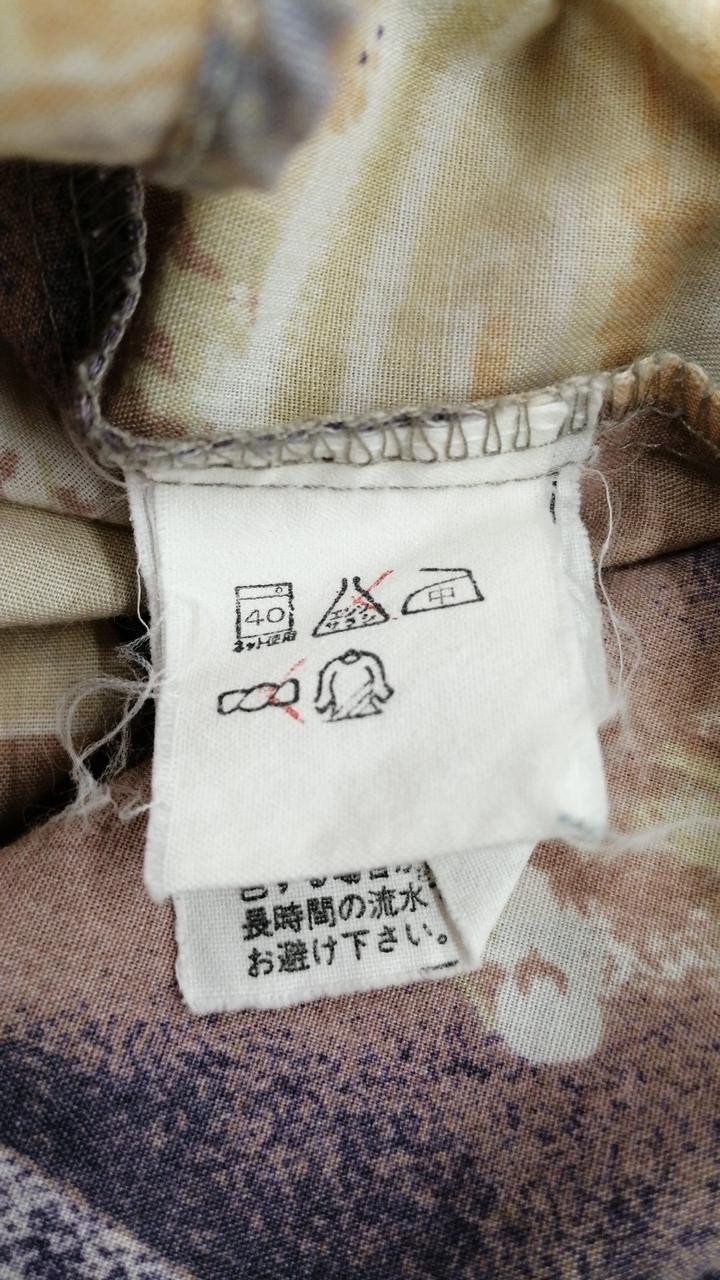 40
エンソ
サラシ
中
ネット使用
長時間の流水
お避け下さい。